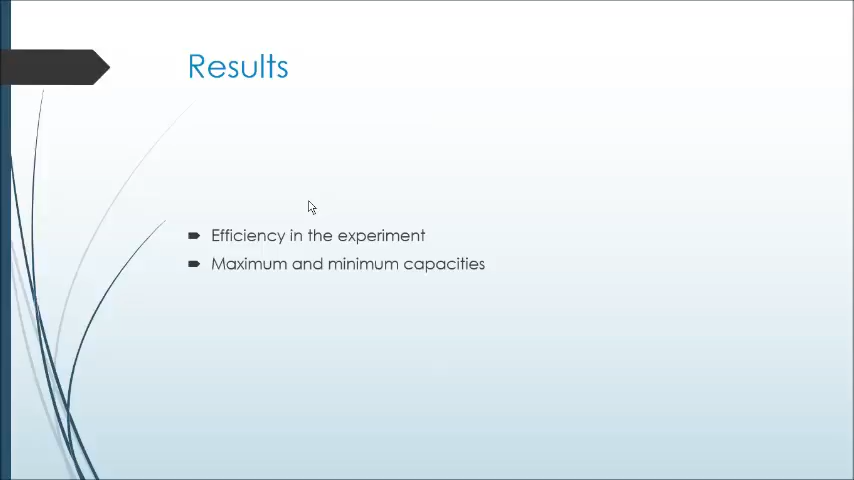 Results
Efficiency in the experiment
Maximum and minimum capacities